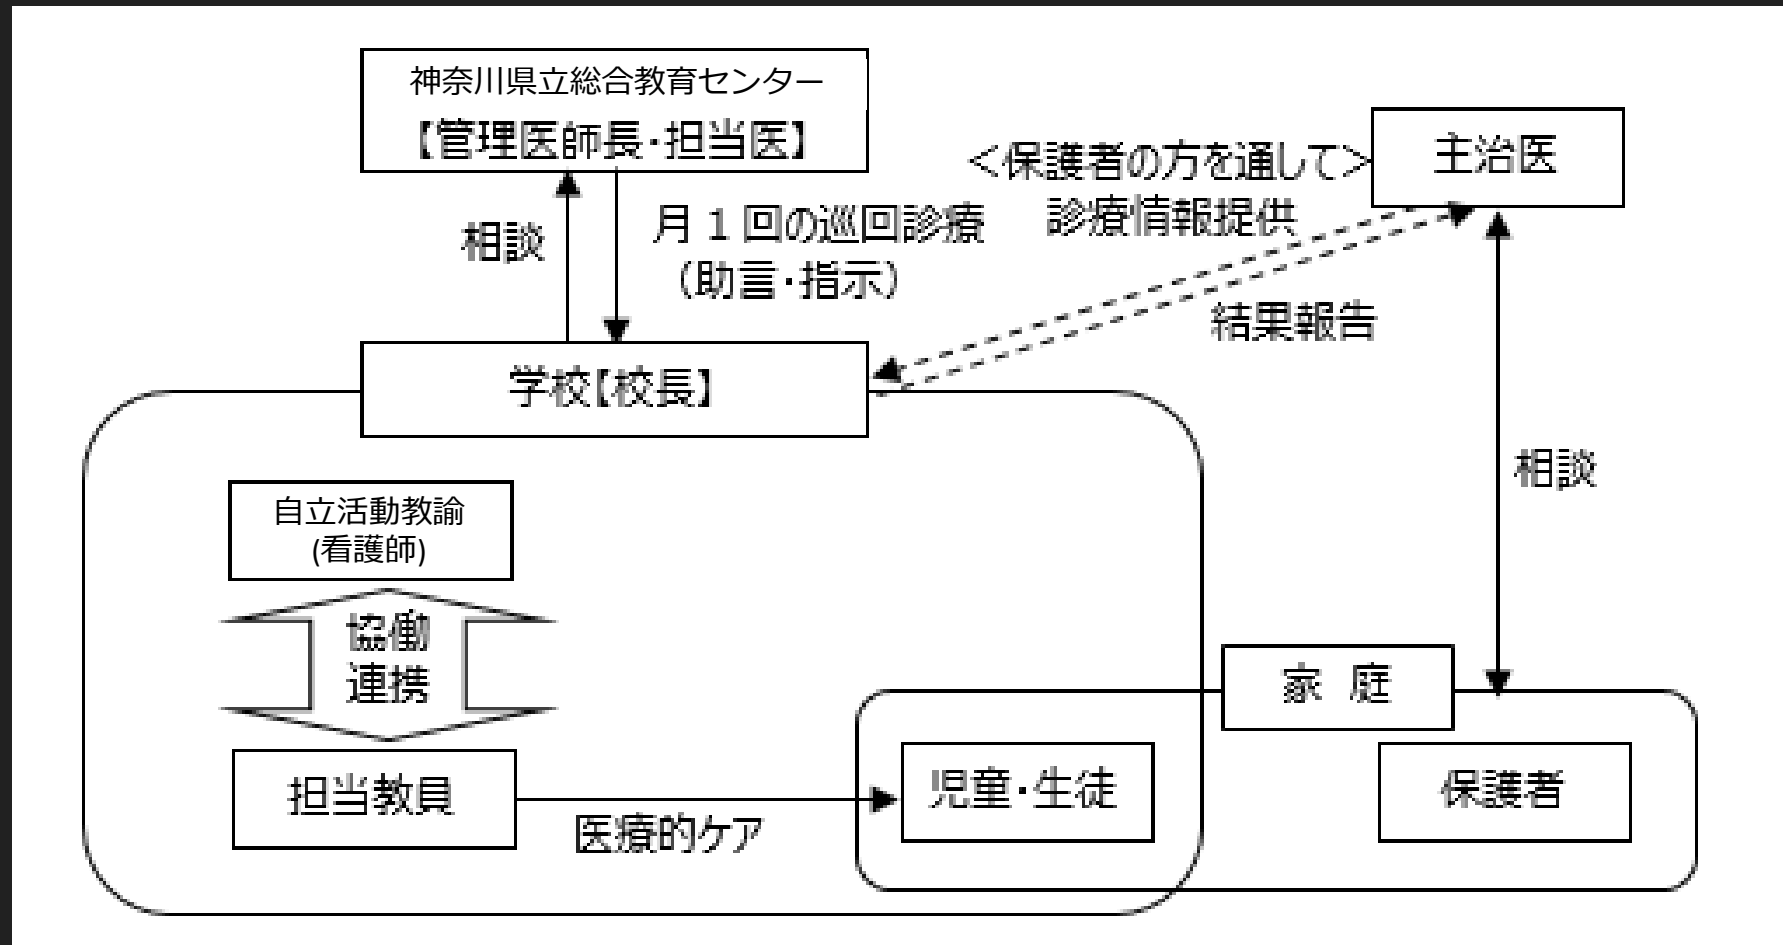 神奈川県立総合教育センター
【管理医師長・担当医】
主治医
＜保護者の方を通して＞
診療情報提供
相談
月１回の巡回診療
（助言・指示）
結果報告
学校【校長】
相談
自立活動教諭
(看護師)
協働
連携
家 庭
担当教員
医療的ケア
児童・生徒
保護者